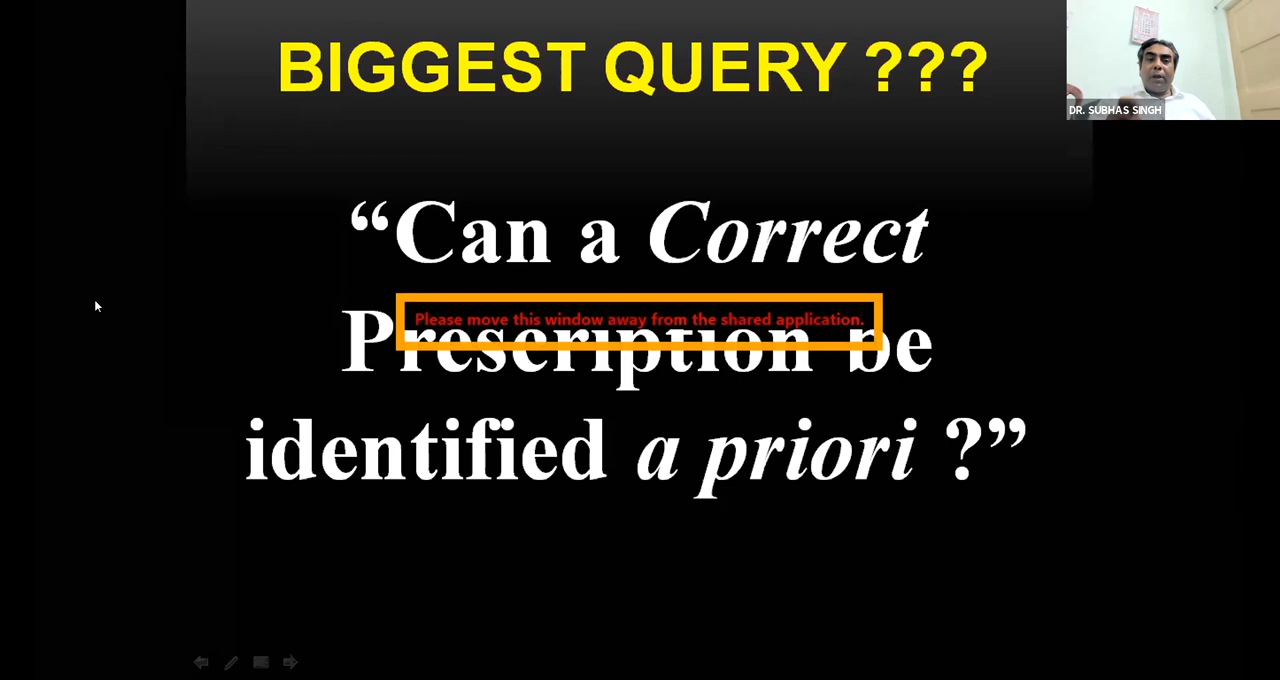 BIGGEST QUERY ???
DR. SUBHAS SINGH
“Can a Correct
Please move this window away from the shared application.
Prescription be
identified a priori ?”